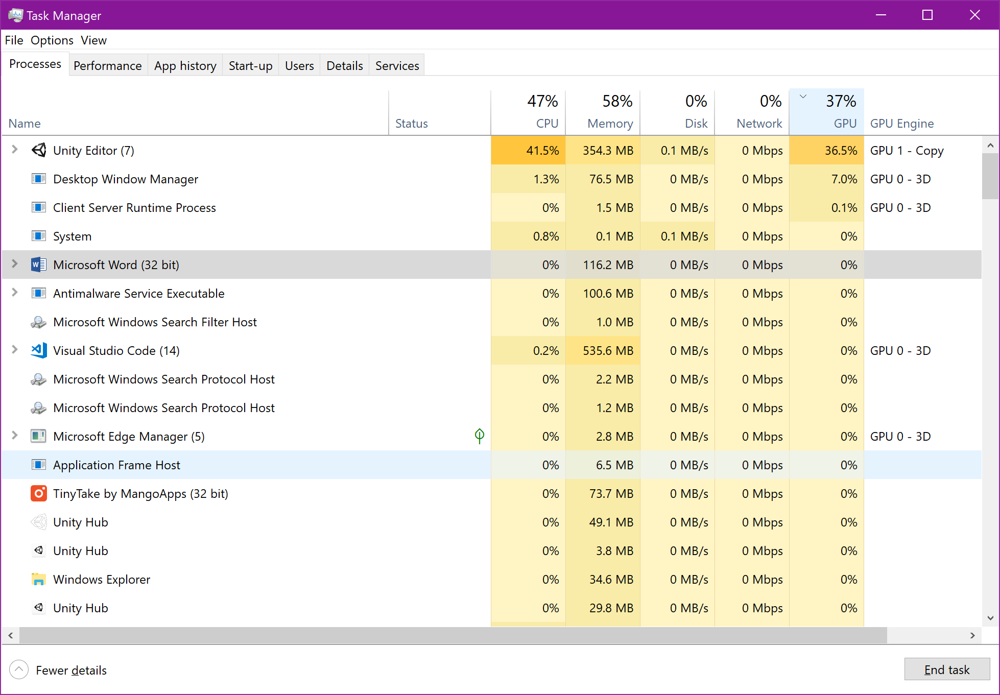 Task Manager
File Options View
Processes Performance App history Start-up Users Details Services
47% 58% 0% 0% 37%
Name Status CPU Memory Disk Network GPU GPU Engine
Unity Editor (7) 41.5% 354.3 MB 0.1 MB/s 0 Mbps 36.5% GPU 1 - Copy
Desktop Window Manager 1.3% 76.5 MB 0 MB/s 0 Mbps 7.0% GPU 0 - 3D
Client Server Runtime Process 0% 1.5 MB 0 MB/s 0 Mbps 0.1% GPU 0 - 3D
System 0.8% 0.1 MB 0.1 MB/s 0 Mbps 0%
Microsoft Word (32 bit) 0% 116.2 MB 0 MB/s 0 Mbps 0%
Antimalware Service Executable 0% 100.6 MB 0 MB/s 0 Mbps 0%
Microsoft Windows Search Filter Host 0% 1.0 MB 0 MB/s 0 Mbps 0%
Visual Studio Code (14) 0.2% 535.6 MB 0 MB/s 0 Mbps 0% GPU 0 - 3D
Microsoft Windows Search Protocol Host 0% 2.2 MB 0 MB/s 0 Mbps 0%
Microsoft Windows Search Protocol Host 0% 1.2 MB 0 MB/s 0 Mbps 0%
Microsoft Edge Manager (5) 0% 2.8 MB 0 MB/s 0 Mbps 0% GPU 0 - 3D
Application Frame Host 0% 6.5 MB 0 MB/s 0 Mbps 0%
TinyTake by MangoApps (32 bit) 0% 73.7 MB 0 MB/s 0 Mbps 0%
Unity Hub 0% 49.1 MB 0 MB/s 0 Mbps 0%
Unity Hub 0% 3.8 MB 0 MB/s 0 Mbps 0%
Windows Explorer 0% 34.6 MB 0 MB/s 0 Mbps 0%
Unity Hub 0% 29.8 MB 0 MB/s 0 Mbps 0%
Fewer details End task